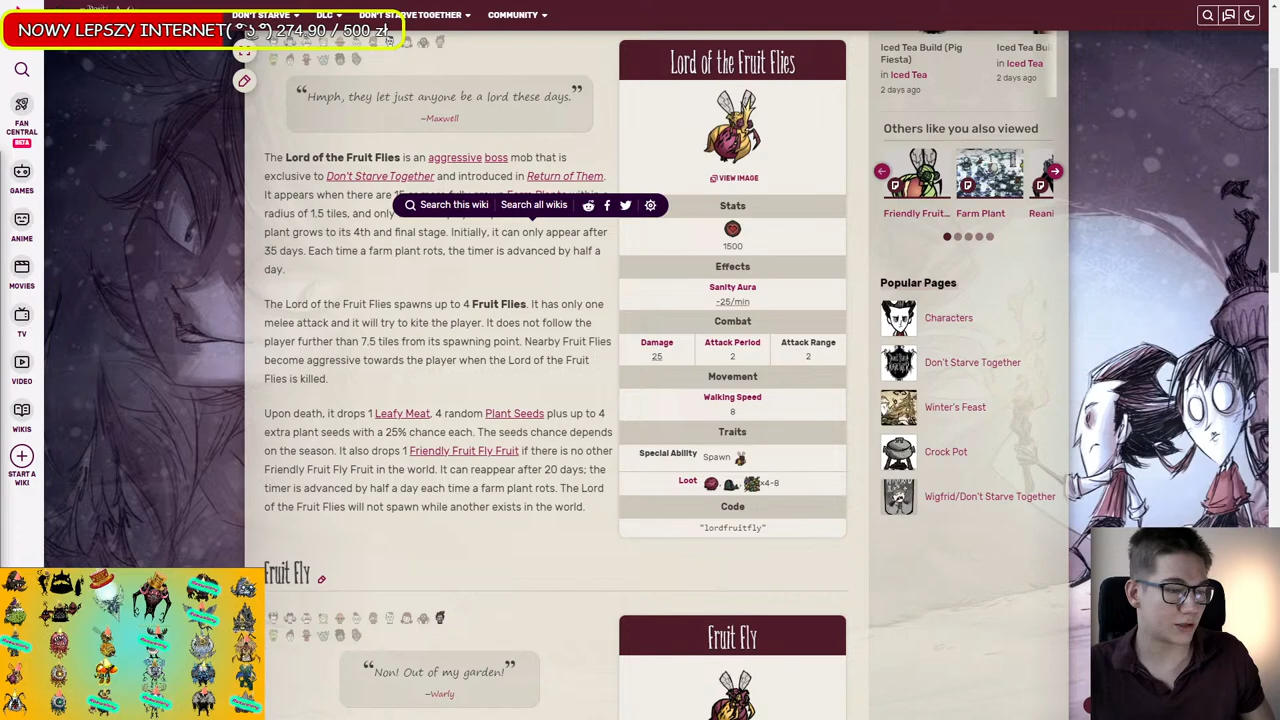 DON'T STARVE DLC DON'T STARVE TOGETHER COMMUNITY
NOWY LEPSZY INTERNET( ͡° ͜ʖ ͡°) 274.90 / 500 zł
FAN CENTRAL
BETA
GAMES
ANIME
MOVIES
TV
VIDEO
WIKIS
START A WIKI
“Hmph, they let just anyone be a lord these days.”
–Maxwell
The Lord of the Fruit Flies is an aggressive boss mob that is
exclusive to Don't Starve Together and introduced in Return of Them.
It appears when there are 15
radius of 1.5 tiles, and only
Search this wiki Search all wikis
plant grows to its 4th and final stage. Initially, it can only appear after
35 days. Each time a farm plant rots, the timer is advanced by half a
day.
The Lord of the Fruit Flies spawns up to 4 Fruit Flies. It has only one
melee attack and it will try to kite the player. It does not follow the
player further than 7.5 tiles from its spawning point. Nearby Fruit Flies
become aggressive towards the player when the Lord of the Fruit
Flies is killed.
Upon death, it drops 1 Leafy Meat, 4 random Plant Seeds plus up to 4
extra plant seeds with a 25% chance each. The seeds chance depends
on the season. It also drops 1 Friendly Fruit Fly Fruit if there is no other
Friendly Fruit Fly Fruit in the world. It can reappear after 20 days; the
timer is advanced by half a day each time a farm plant rots. The Lord
of the Fruit Flies will not spawn while another exists in the world.
Fruit Fly
“Non! Out of my garden!”
–Warly
Lord of the Fruit Flies
VIEW IMAGE
Stats
1500
Effects
Sanity Aura
-25/min
Combat
Damage Attack Period Attack Range
25 2 2
Movement
Walking Speed
8
Traits
Special Ability Spawn
Loot ×4-8
Code
"lordfruitfly"
Fruit Fly
Iced Tea Build (Pig Fiesta)
in Iced Tea
2 days ago
Iced Tea Bui
in Iced Tea
2 days ago
Others like you also viewed
Friendly Fruit... Farm Plant Reani
Popular Pages
Characters
Don't Starve Together
Winter's Feast
Crock Pot
Wigfrid/Don't Starve Together